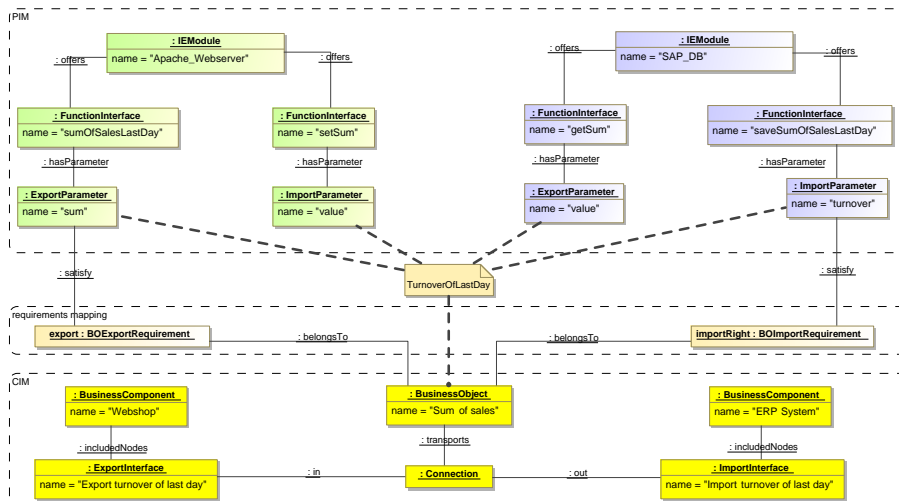 PIM
: IEModule
name = "Apache_Webserver"
: IEModule
name = "SAP_DB"
: offers
: offers
: offers
: offers
: FunctionInterface
name = "sumOfSalesLastDay"
: FunctionInterface
name = "setSum"
: FunctionInterface
name = "getSum"
: FunctionInterface
name = "saveSumOfSalesLastDay"
: hasParameter
: hasParameter
: hasParameter
: hasParameter
: ExportParameter
name = "sum"
: ImportParameter
name = "value"
: ExportParameter
name = "value"
: ImportParameter
name = "turnover"
: satisfy
TurnoverOfLastDay
: satisfy
requirements mapping
export : BOExportRequirement
: belongsTo
: belongsTo
importRight : BOImportRequirement
CIM
: BusinessComponent
name = "Webshop"
: BusinessObject
name = "Sum of sales"
: BusinessComponent
name = "ERP System"
: includedNodes
: transports
: includedNodes
: ExportInterface
name = "Export turnover of last day"
: in
: Connection
: out
: ImportInterface
name = "Import turnover of last day"